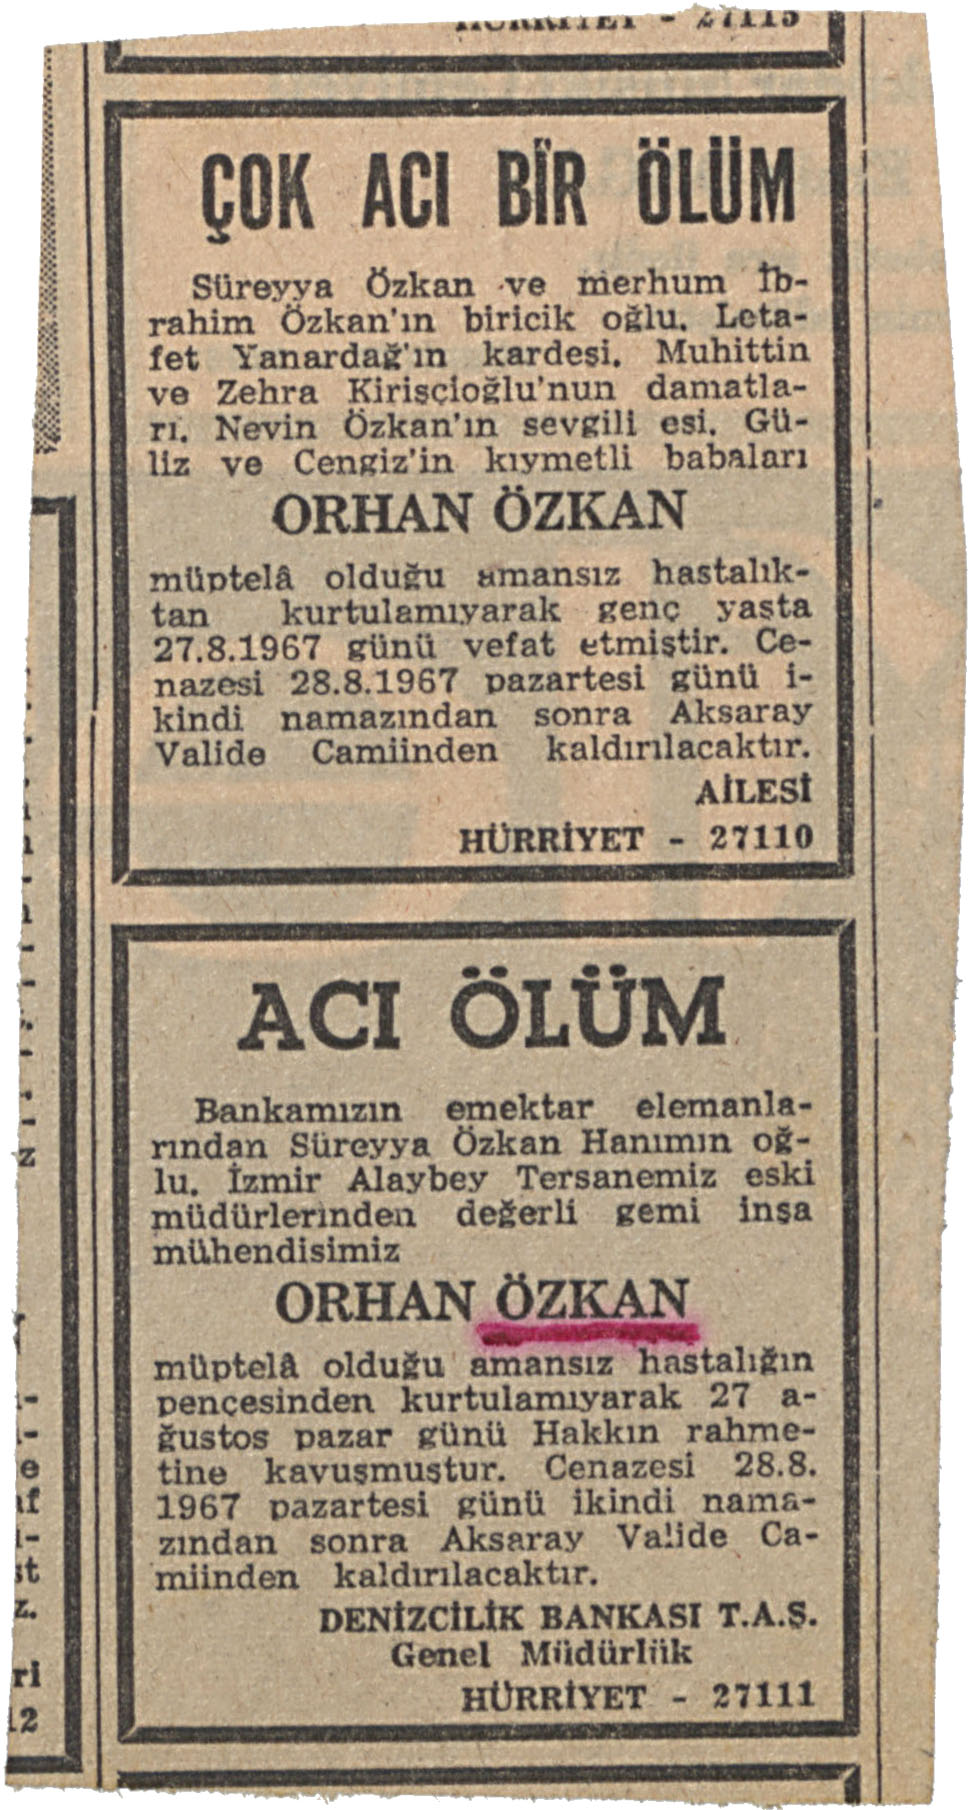 HÜRRİYET - 27115
ÇOK ACI BİR ÖLÜM
Süreyya Özkan ve merhum İb-
rahim Özkan'ın biricik oğlu. Leta-
fet Yanardağ'ın kardeşi. Muhittin
ve Zehra Kirişçioğlu'nun damatla-
rı. Nevin Özkan'ın sevgili eşi. Gü-
liz ve Cengiz'in kıymetli babaları
ORHAN ÖZKAN
müptelâ olduğu amansız hastalık-
tan kurtulamıyarak genç yaşta
27.8.1967 günü vefat etmiştir. Ce-
nazesi 28.8.1967 pazartesi günü i-
kindi namazından sonra Aksaray
Valide Camiinden kaldırılacaktır.
AİLESİ
HÜRRİYET - 27110
ACI ÖLÜM
Bankamızın emektar elemanla-
rından Süreyya Özkan Hanımın oğ-
lu. İzmir Alaybey Tersanemiz eski
müdürlerinden değerli gemi inşa
mühendisimiz
ORHAN ÖZKAN
müptelâ olduğu amansız hastalığın
pençesinden kurtulamıyarak 27 a-
ğustos pazar günü Hakkın rahme-
tine kavuşmuştur. Cenazesi 28.8.
1967 pazartesi günü ikindi nama-
zından sonra Aksaray Valide Ca-
miinden kaldırılacaktır.
DENİZCİLİK BANKASI T.A.Ş.
Genel Müdürlük
HÜRRİYET - 27111